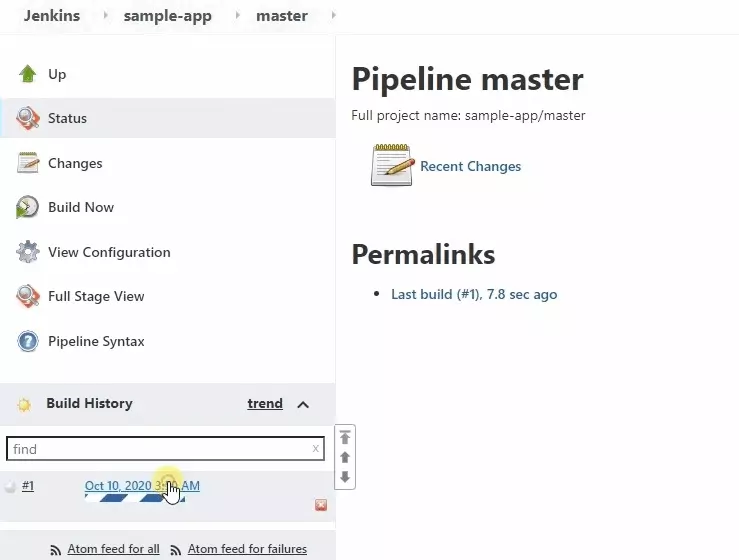 Jenkins sample-app master
Up
Status
Changes
Build Now
View Configuration
Full Stage View
Pipeline Syntax
Build History trend
find x
#1 Oct 10, 2020 AM
Atom feed for all Atom feed for failures
Pipeline master
Full project name: sample-app/master
Recent Changes
Permalinks
Last build (#1), 7.8 sec ago